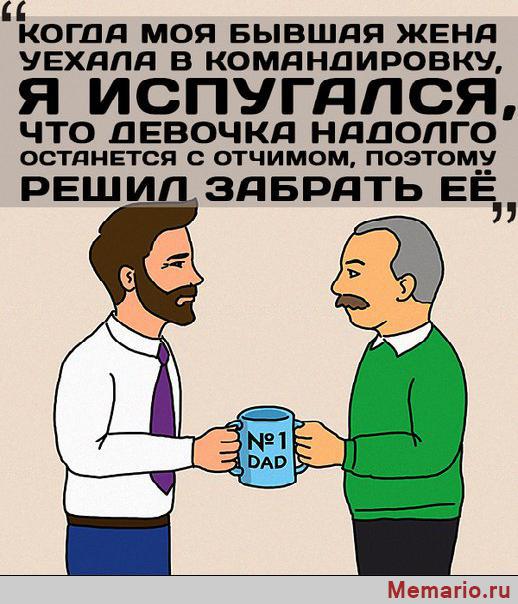 “
КОГДА МОЯ БЫВШАЯ ЖЕНА
УЕХАЛА В КОМАНДИРОВКУ,
Я ИСПУГАЛСЯ,
ЧТО ДЕВОЧКА НАДОЛГО
ОСТАНЕТСЯ С ОТЧИМОМ, ПОЭТОМУ
РЕШИЛ ЗАБРАТЬ ЕЁ
”
№1
DAD
Memario.ru